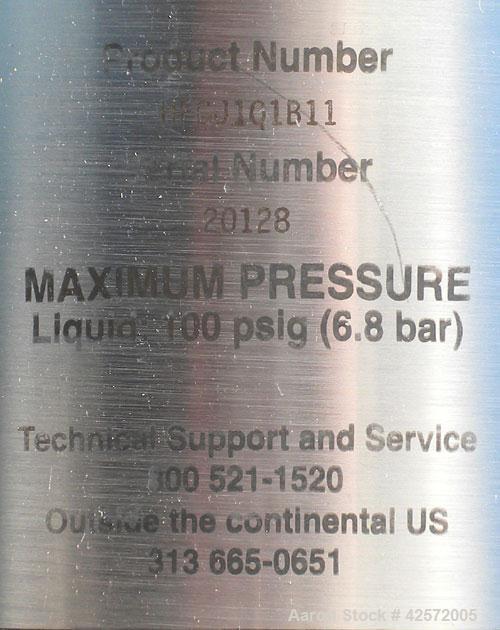 Product Number
Serial Number
20128
MAXIMUM PRESSURE
Liquid 100 psig (6.8 bar)
Technical Support and Service
800 521-1520
Outside the continental US
313 665-0651
Aaron Stock # 42572005